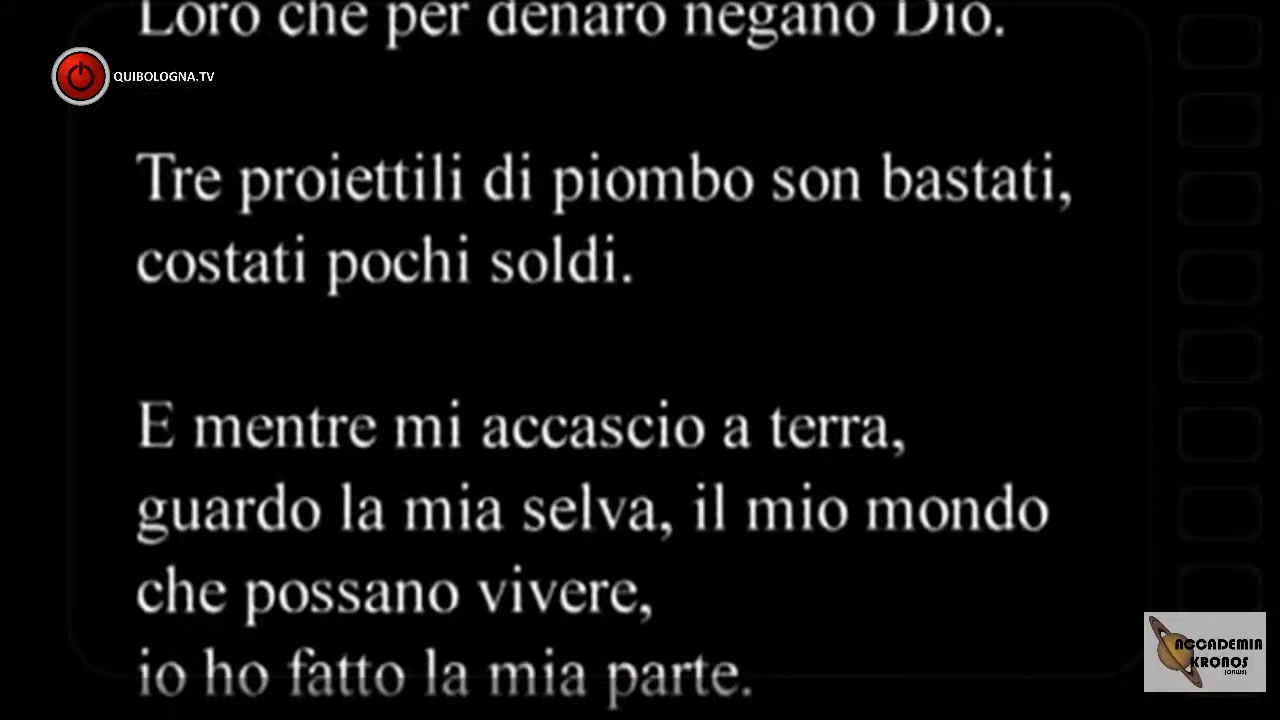 Loro che per denaro negano Dio.
QUIBOLOGNA.TV
Tre proiettili di piombo son bastati,
costati pochi soldi.
E mentre mi accascio a terra,
guardo la mia selva, il mio mondo
che possano vivere,
io ho fatto la mia parte.
ACCADEMIA
KRONOS